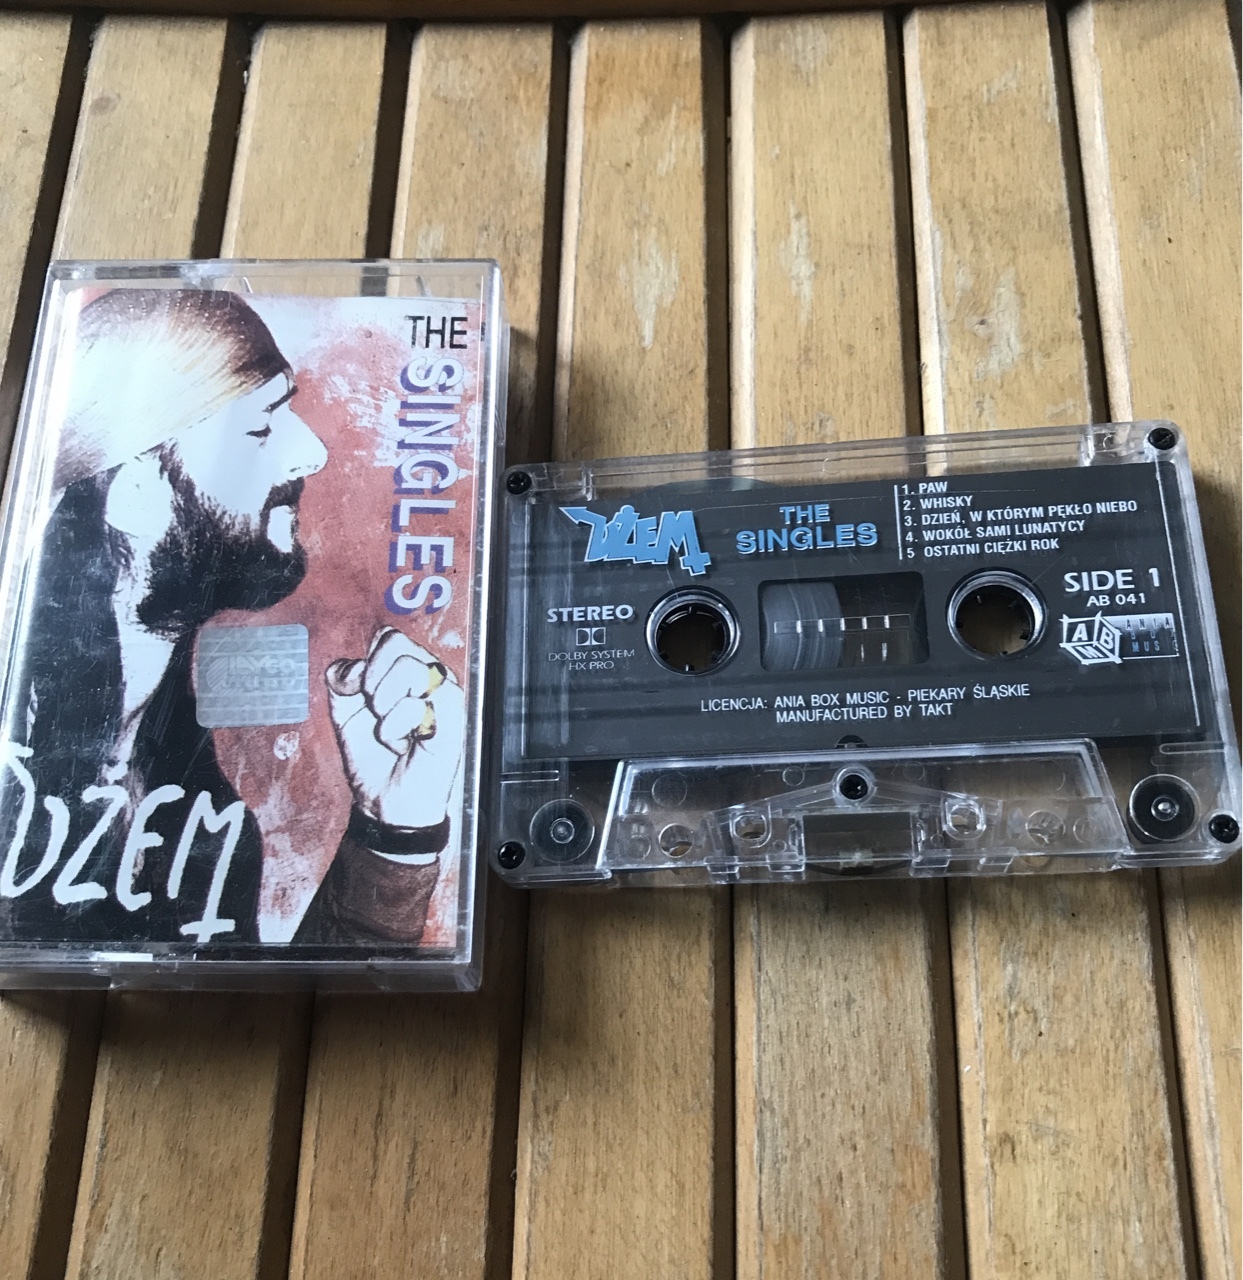 THE
SINGLES
DŻEM
DŻEM
THE
SINGLES
1. PAW
2. WHISKY
3. DZIEŃ, W KTÓRYM PĘKŁO NIEBO
4. WOKÓŁ SAMI LUNATYCY
5 OSTATNI CIĘŻKI ROK
STEREO
DOLBY SYSTEM
HX PRO
SIDE 1
AB 041
LICENCJA: ANIA BOX MUSIC - PIEKARY ŚLĄSKIE
MANUFACTURED BY TAKT